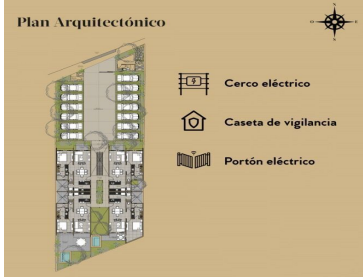 Plan Arquitectónico
Cerco eléctrico
Caseta de vigilancia
Portón eléctrico